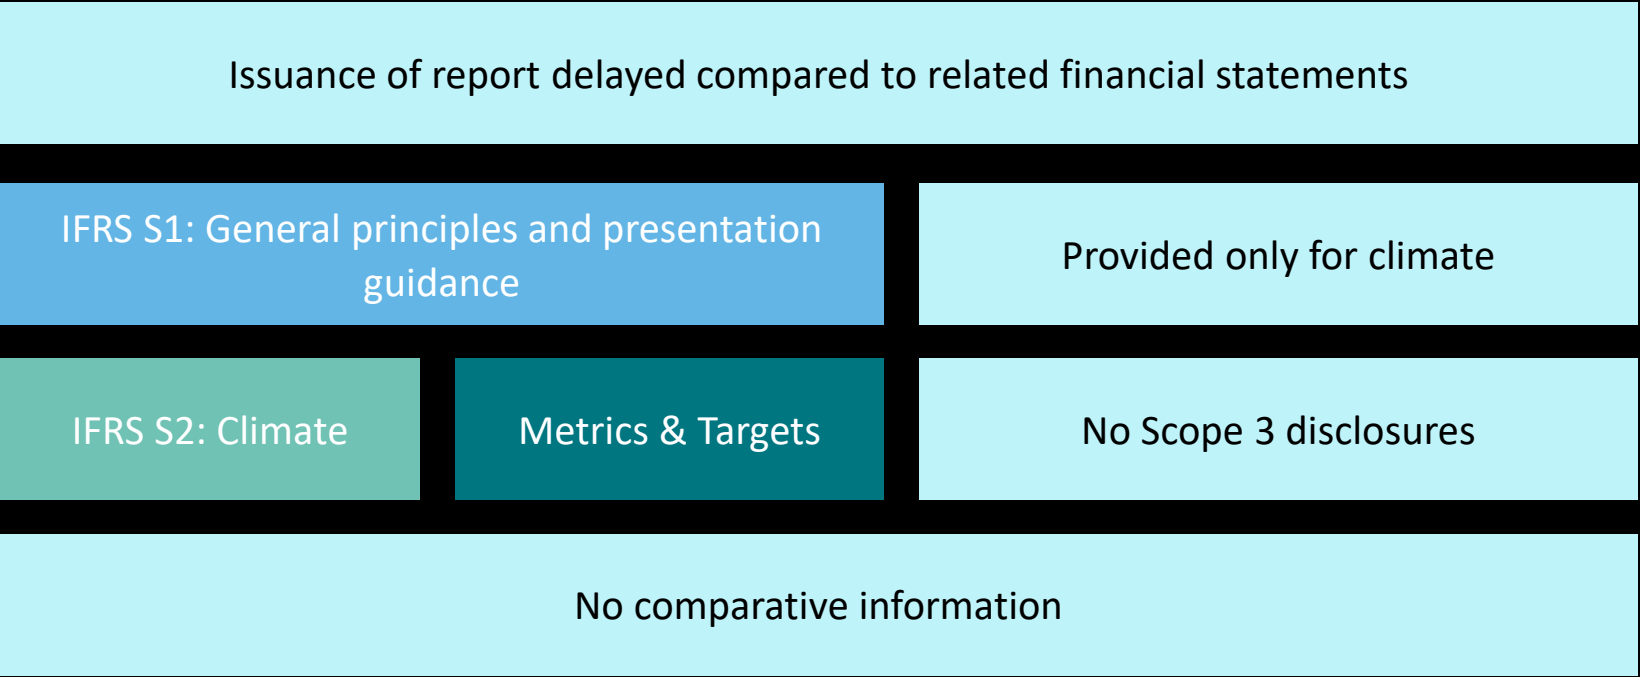 Issuance of report delayed compared to related financial statements
IFRS S1: General principles and presentation
guidance
Provided only for climate
IFRS S2: Climate
Metrics & Targets
No Scope 3 disclosures
No comparative information